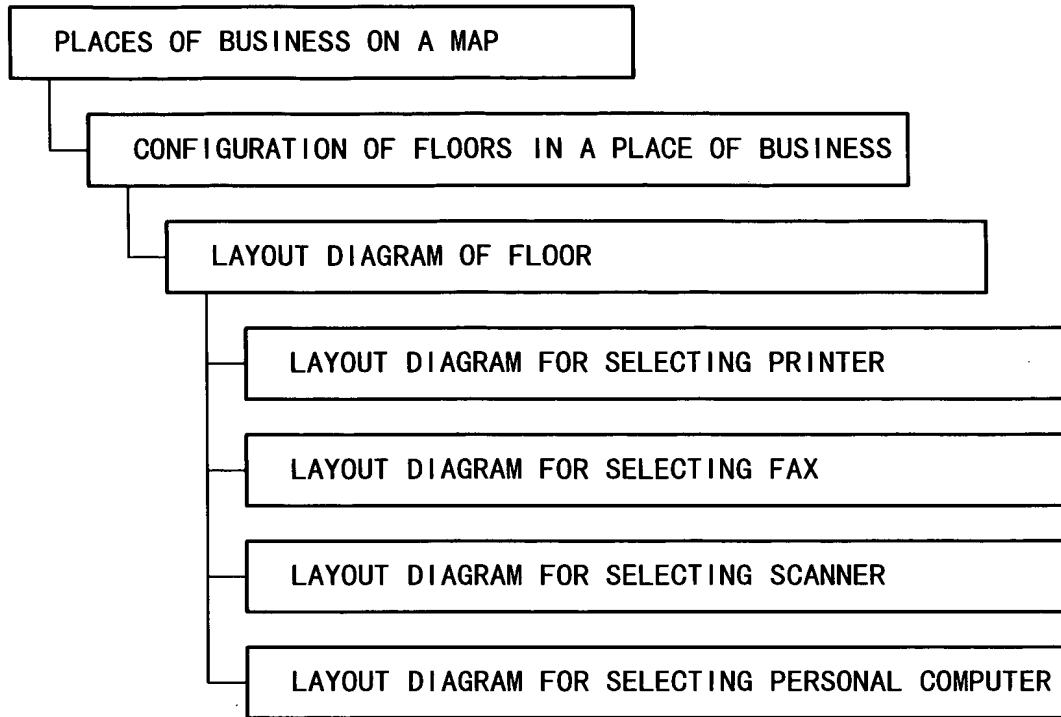 PLACES OF BUSINESS ON A MAP
CONFIGURATION OF FLOORS IN A PLACE OF BUSINESS
LAYOUT DIAGRAM OF FLOOR
LAYOUT DIAGRAM FOR SELECTING PRINTER
LAYOUT DIAGRAM FOR SELECTING FAX
LAYOUT DIAGRAM FOR SELECTING SCANNER
LAYOUT DIAGRAM FOR SELECTING PERSONAL COMPUTER